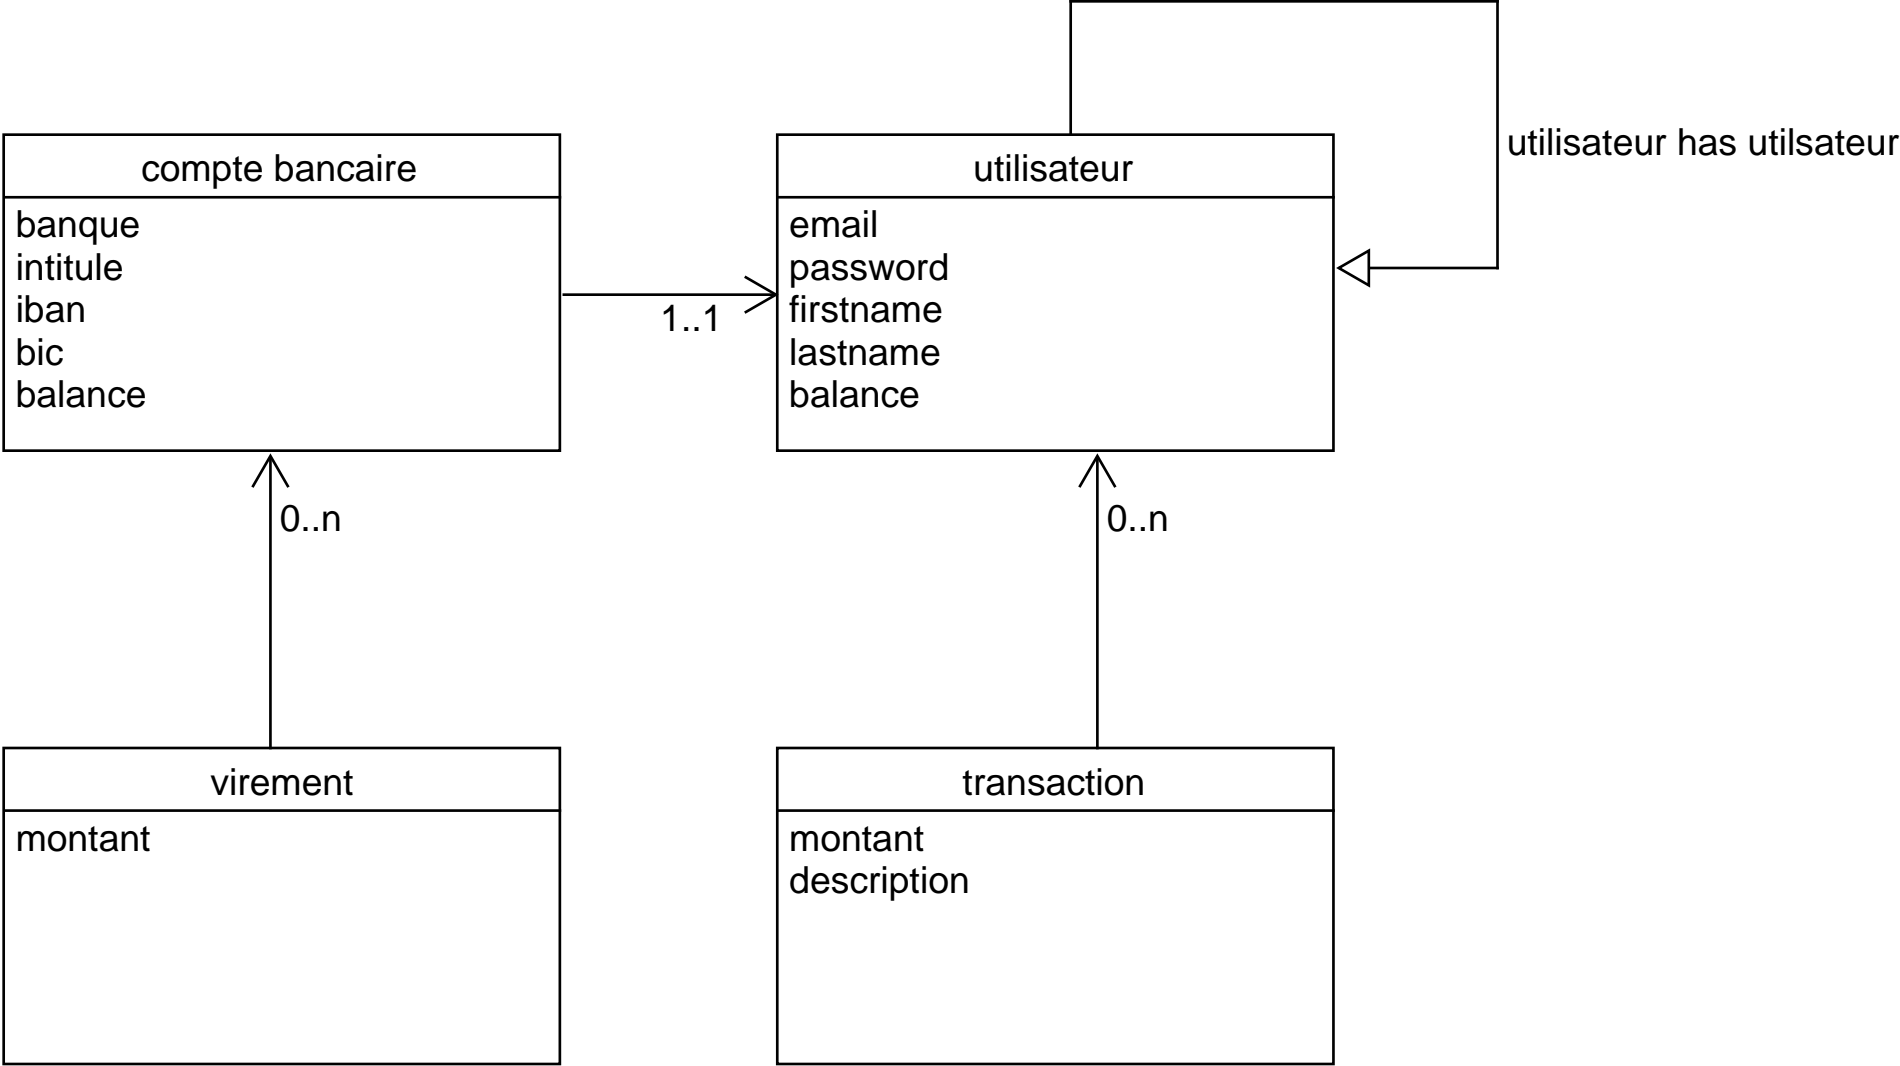 compte bancaire
banque
intitule
iban
bic
balance
1..1
utilisateur
email
password
firstname
lastname
balance
utilisateur has utilsateur
0..n
0..n
virement
montant
transaction
montant
description